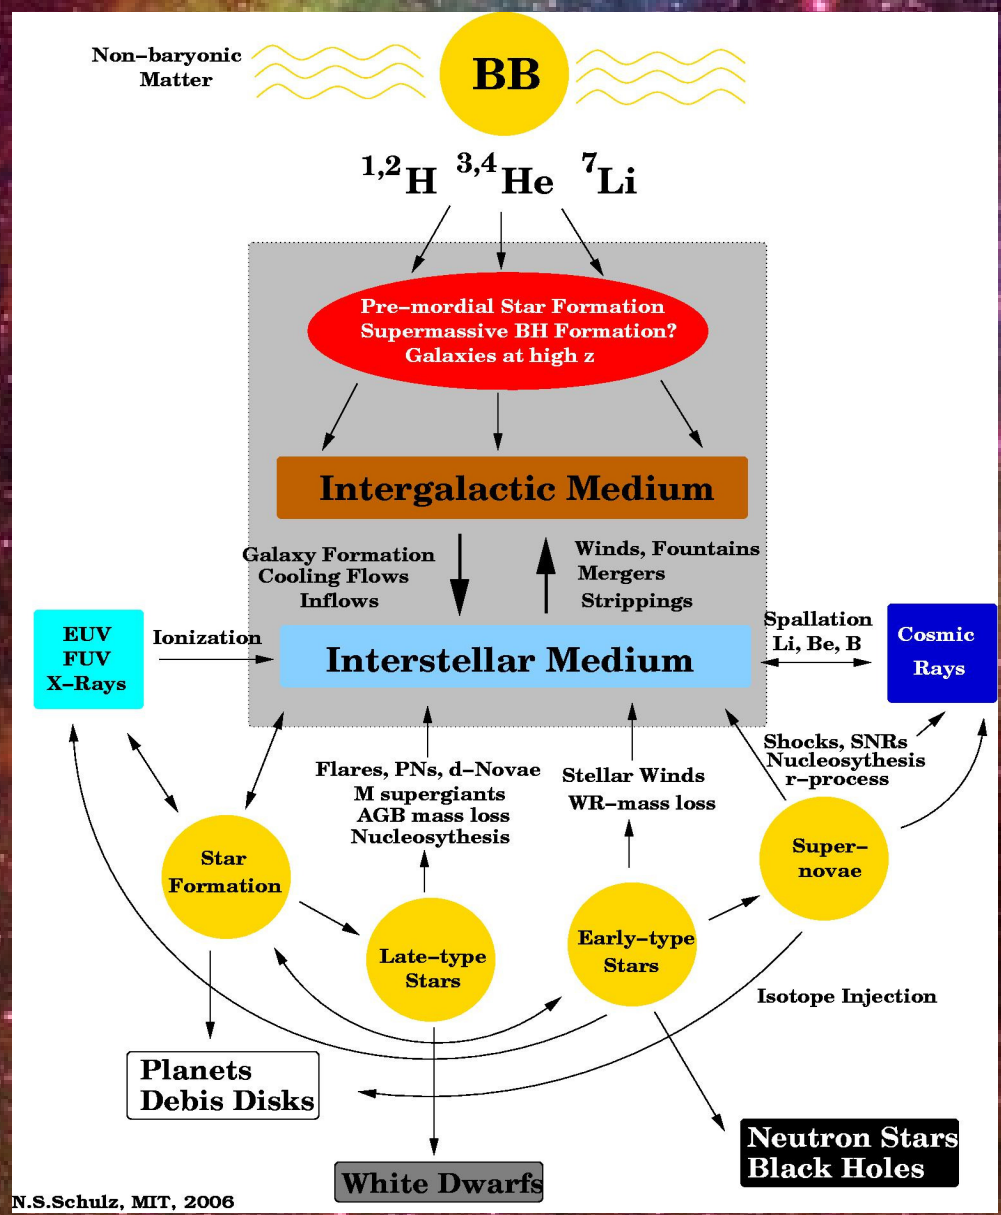 Non-baryonic
Matter
BB
1,2H 3,4He 7Li
Pre-mordial Star Formation
Supermassive BH Formation?
Galaxies at high z
Intergalactic Medium
Galaxy Formation
Cooling Flows
Inflows
Winds, Fountains
Mergers
Strippings
EUV
FUV
X-Rays
Ionization
Interstellar Medium
Spallation
Li, Be, B
Cosmic
Rays
Flares, PNs, d-Novae
M supergiants
AGB mass loss
Nucleosythesis
Stellar Winds
WR-mass loss
Shocks, SNRs
Nucleosythesis
r-process
Star
Formation
Late-type
Stars
Early-type
Stars
Super-
novae
Isotope Injection
Planets
Debis Disks
White Dwarfs
Neutron Stars
Black Holes
N.S.Schulz, MIT, 2006